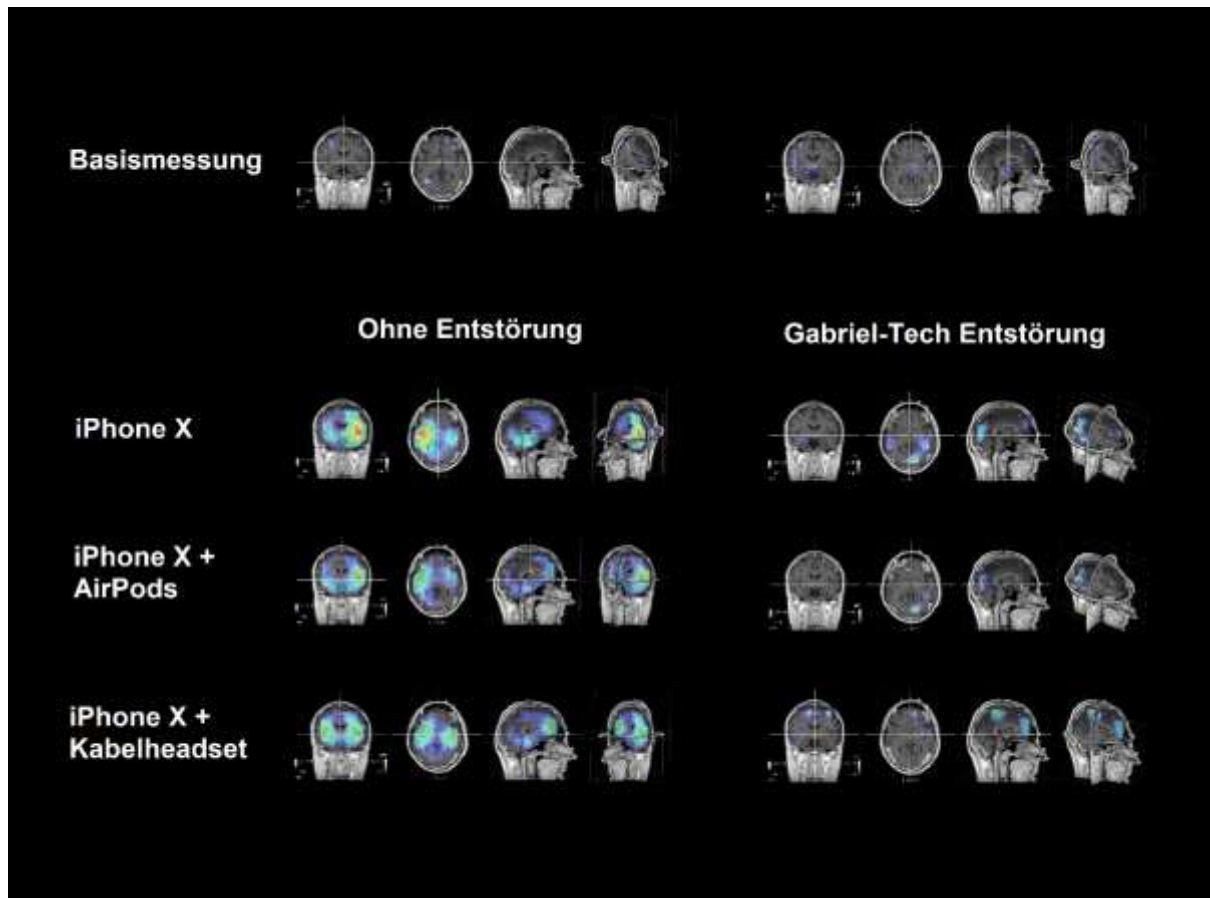 Basismessung
Ohne Entstörung
Gabriel-Tech Entstörung
iPhone X
iPhone X +
AirPods
iPhone X +
Kabelheadset